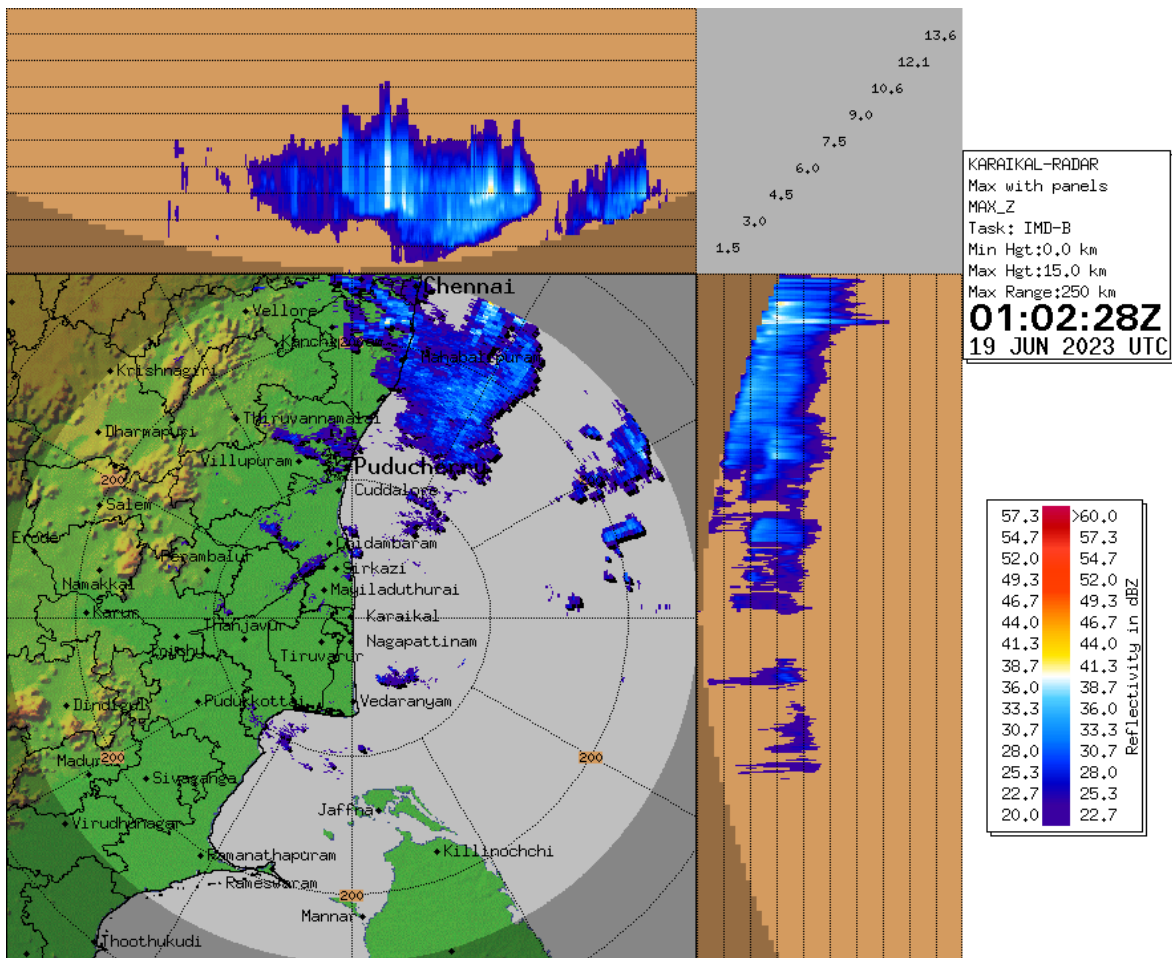 13.6
12.1
10.6
9.0
7.5
6.0
4.5
3.0
1.5
KARAIKAL-RADAR
Max with panels
MAX_Z
Task: IMD-B
Min Hgt:0.0 km
Max Hgt:15.0 km
Max Range:250 km
01:02:28Z
19 JUN 2023 UTC
Chennai
Vellore
Mahabalipuram
Krishnagiri
Thiruvannamalai
Dharmapuri
Villupuram
Puducherry
200
Cuddalore
Salem
Erode
Chidambaram
Perambalur
Sirkazi
Namakkal
Mayiladuthurai
Karur
Karaikal
Thanjavur
Nagapattinam
Tiruvarur
Pudukkottai
Vedaranyam
Dindigul
200
200
Madur
Sivaganga
Jaffna
Virudhunagar
Killinochchi
Ramanathapuram
Rameswaram
200
Mannar
Thoothukudi
57.3 >60.0
54.7 57.3
52.0 54.7
49.3 52.0
46.7 49.3
44.0 46.7
41.3 44.0
38.7 41.3
36.0 38.7
33.3 36.0
30.7 33.3
28.0 30.7
25.3 28.0
22.7 25.3
20.0 22.7
Reflectivity in dBZ